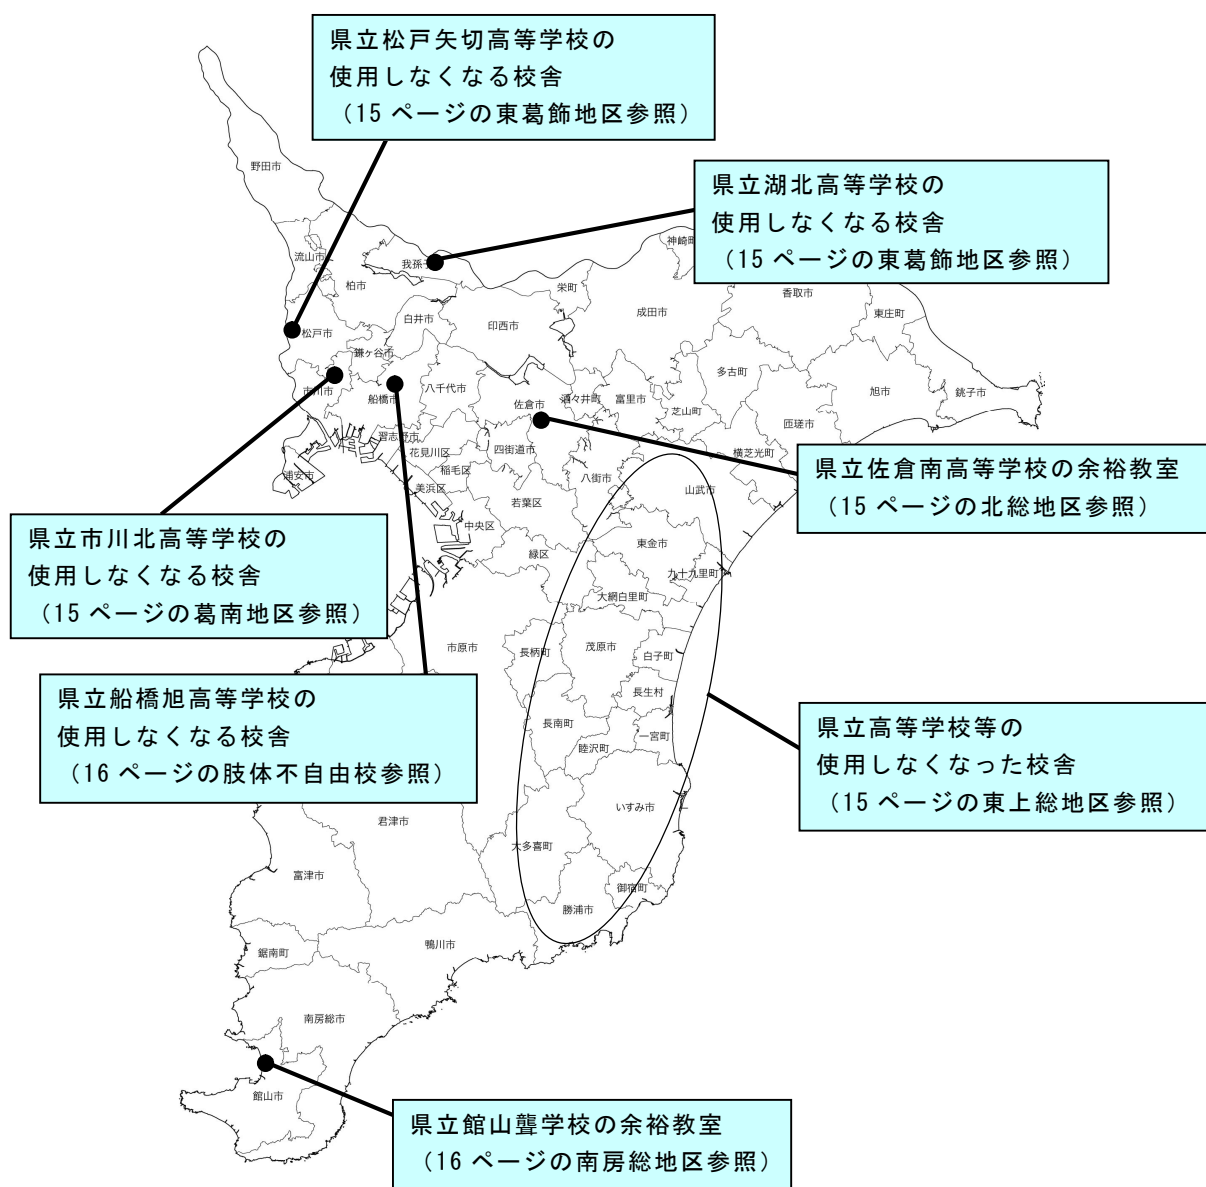 県立松戸矢切高等学校の
使用しなくなる校舎
（15 ページの東葛飾地区参照）
県立湖北高等学校の
使用しなくなる校舎
（15 ページの東葛飾地区参照）
野田市
流山市
柏市
我孫子
神崎町
栄町
成田市
香取市
東庄町
白井市
印西市
松戸市
鎌ヶ谷市
市川市
船橋市
八千代市
佐倉市
酒々井町
富里市
芝山町
多古町
匝瑳市
旭市
銚子市
習志野市
花見川区
四街道市
横芝光町
浦安市
稲毛区
美浜区
若葉区
八街市
山武市
中央区
緑区
東金市
九十九里町
大網白里町
県立佐倉南高等学校の余裕教室
（15 ページの北総地区参照）
県立市川北高等学校の
使用しなくなる校舎
（15 ページの葛南地区参照）
市原市
長柄町
茂原市
白子町
長生村
長南町
一宮町
睦沢町
県立船橋旭高等学校の
使用しなくなる校舎
（16 ページの肢体不自由校参照）
県立高等学校等の
使用しなくなった校舎
（15 ページの東上総地区参照）
いすみ市
君津市
大多喜町
富津市
御宿町
勝浦市
鋸南町
鴨川市
南房総市
館山市
県立館山聾学校の余裕教室
（16 ページの南房総地区参照）